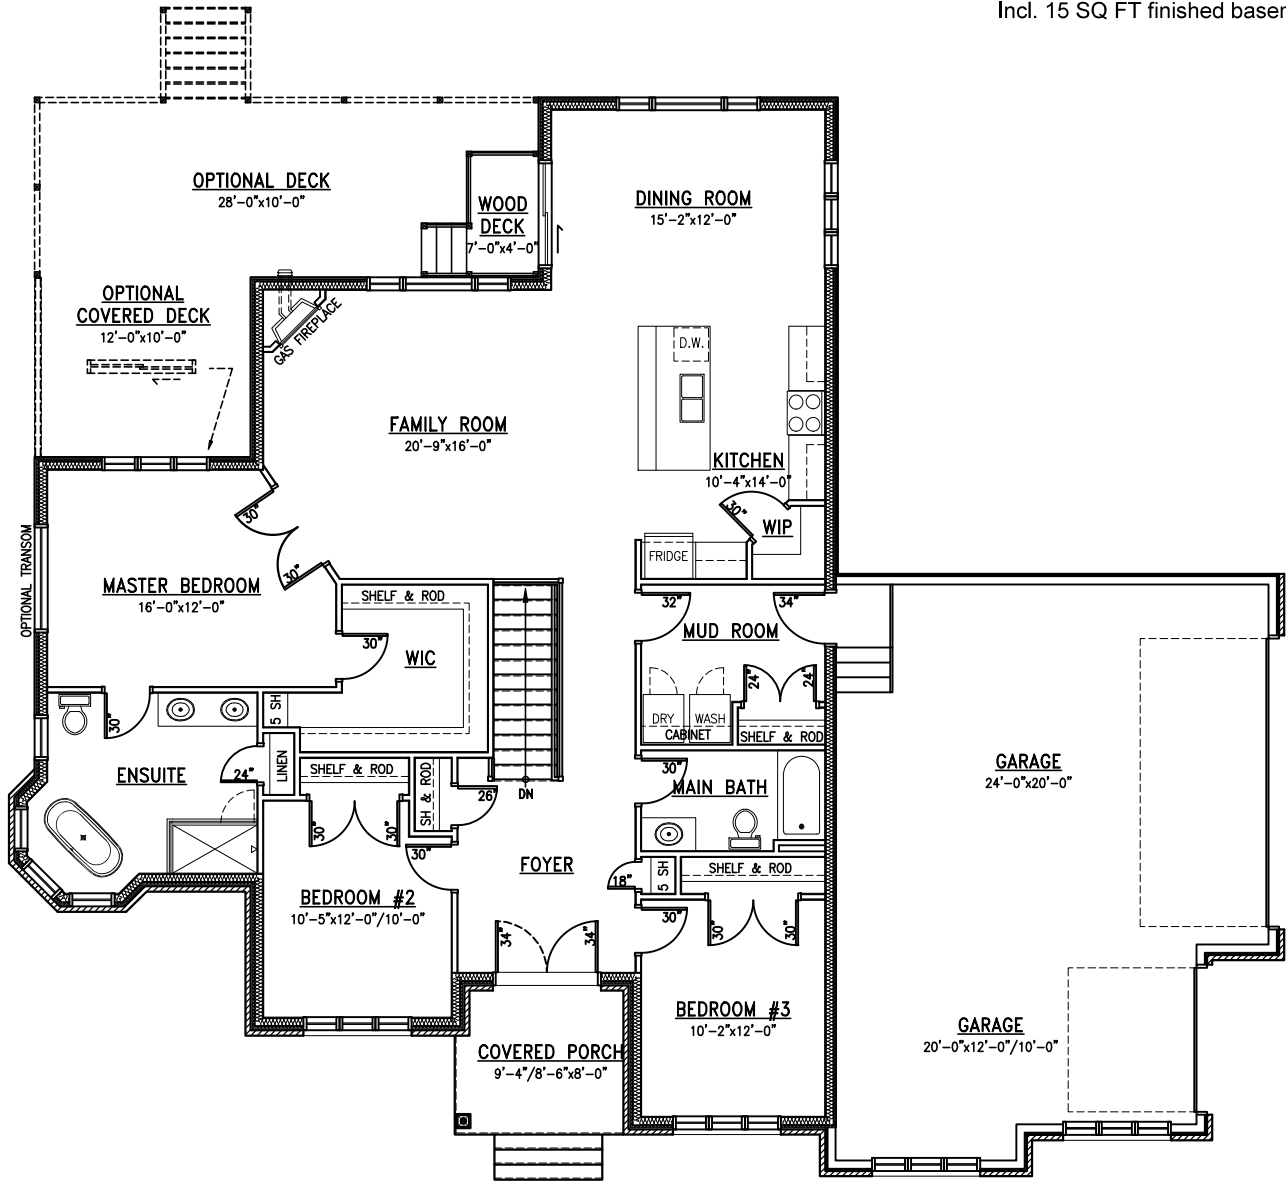 Incl. 15 SQ FT finished basem
OPTIONAL DECK
28'-0"x10'-0"
WOOD
DECK
7'-0"x4'-0"
DINING ROOM
15'-2"x12'-0"
OPTIONAL
COVERED DECK
12'-0"x10'-0"
GAS FIREPLACE
D.W.
FAMILY ROOM
20'-9"x16'-0"
KITCHEN
10'-4"x14'-0"
30"
WIP
FRIDGE
30"
30"
OPTIONAL TRANSOM
MASTER BEDROOM
16'-0"x12'-0"
SHELF & ROD
30"
WIC
5 SH
32"
34"
MUD ROOM
24"
24"
DRY
WASH
CABINET
SHELF & ROD
30"
ENSUITE
24"
LINEN
SHELF & ROD
SH & ROD
26"
DN
30"
MAIN BATH
GARAGE
24'-0"x20'-0"
30"
30"
30"
FOYER
18"
5 SH
SHELF & ROD
BEDROOM #2
10'-5"x12'-0"/10'-0"
34"
34"
30"
30"
30"
BEDROOM #3
10'-2"x12'-0"
GARAGE
20'-0"x12'-0"/10'-0"
COVERED PORCH
9'-4"/8'-6"x8'-0"